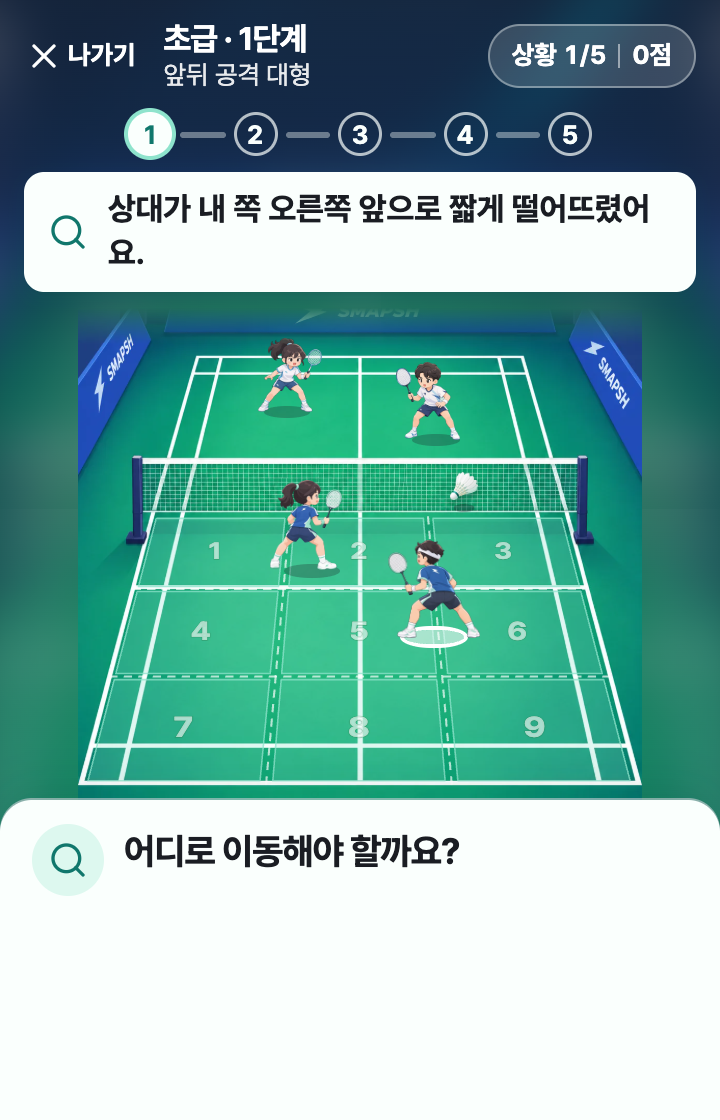 나가기
초급 · 1단계
앞뒤 공격 대형
상황 1/5 | 0점
1 2 3 4 5
상대가 내 쪽 오른쪽 앞으로 짧게 떨어뜨렸어
요.
SMAPSH
SMAPSH
SMAPSH
1 2 3
4 5 6
7 8 9
어디로 이동해야 할까요?